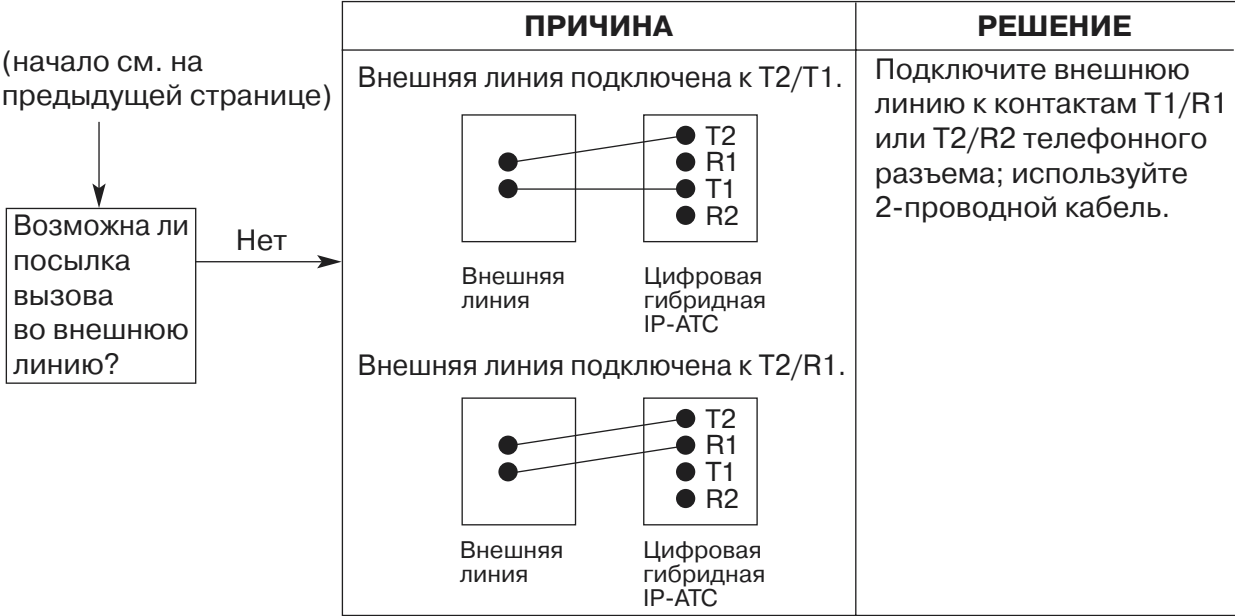 (начало см. на
предыдущей странице)
Возможна ли
посылка
вызова
во внешнюю
линию?
Нет
ПРИЧИНА
РЕШЕНИЕ
Внешняя линия подключена к T2/T1.
T2
R1
T1
R2
Внешняя
линия
Цифровая
гибридная
IP-АТС
Внешняя линия подключена к T2/R1.
T2
R1
T1
R2
Внешняя
линия
Цифровая
гибридная
IP-АТС
Подключите внешнюю
линию к контактам T1/R1
или T2/R2 телефонного
разъема; используйте
2-проводной кабель.